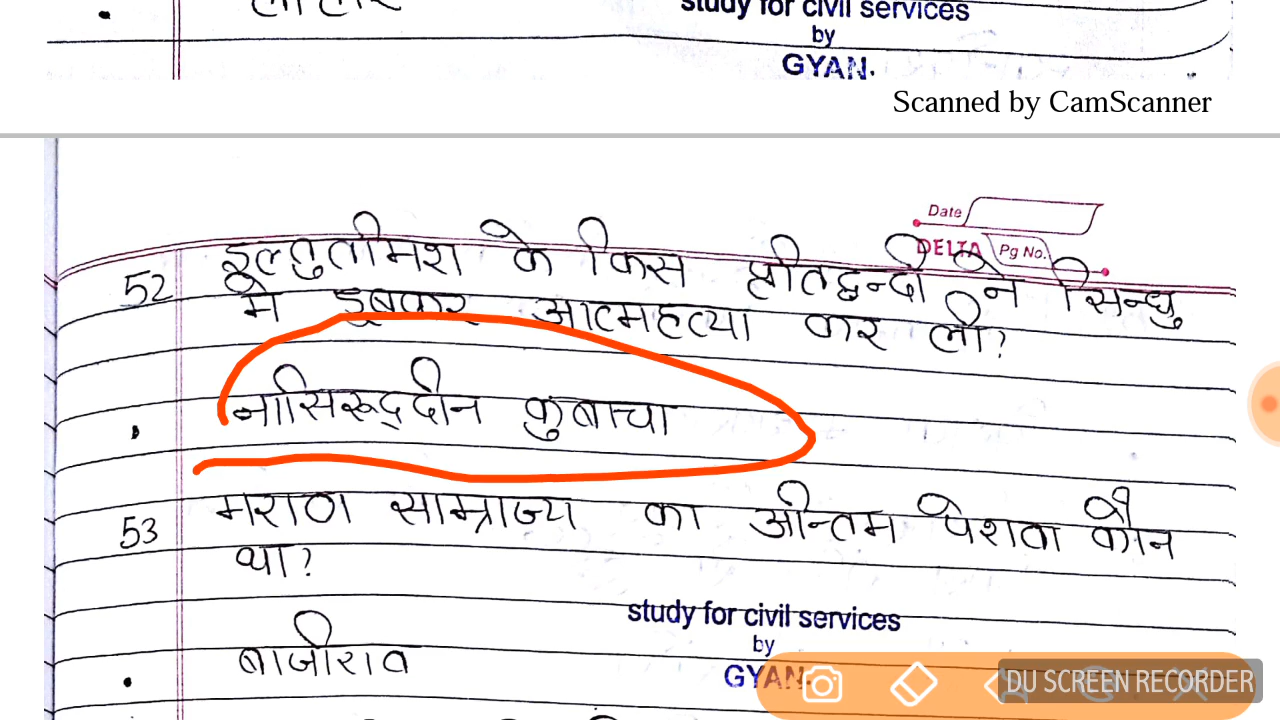 study for civil services
by
GYAN.
Scanned by CamScanner
Date
DELTA Pg No.
52 इल्तुतमिश के किस प्रतिद्वन्दी ने सिन्धु
मे डूबकर आत्महत्या कर ली?
नासिरूद्दीन कुबाचा
53 मराठा साम्राज्य का अन्तिम पेशवा कौन
था?
study for civil services
by
बाजीराव
GYAN.
DU SCREEN RECORDER